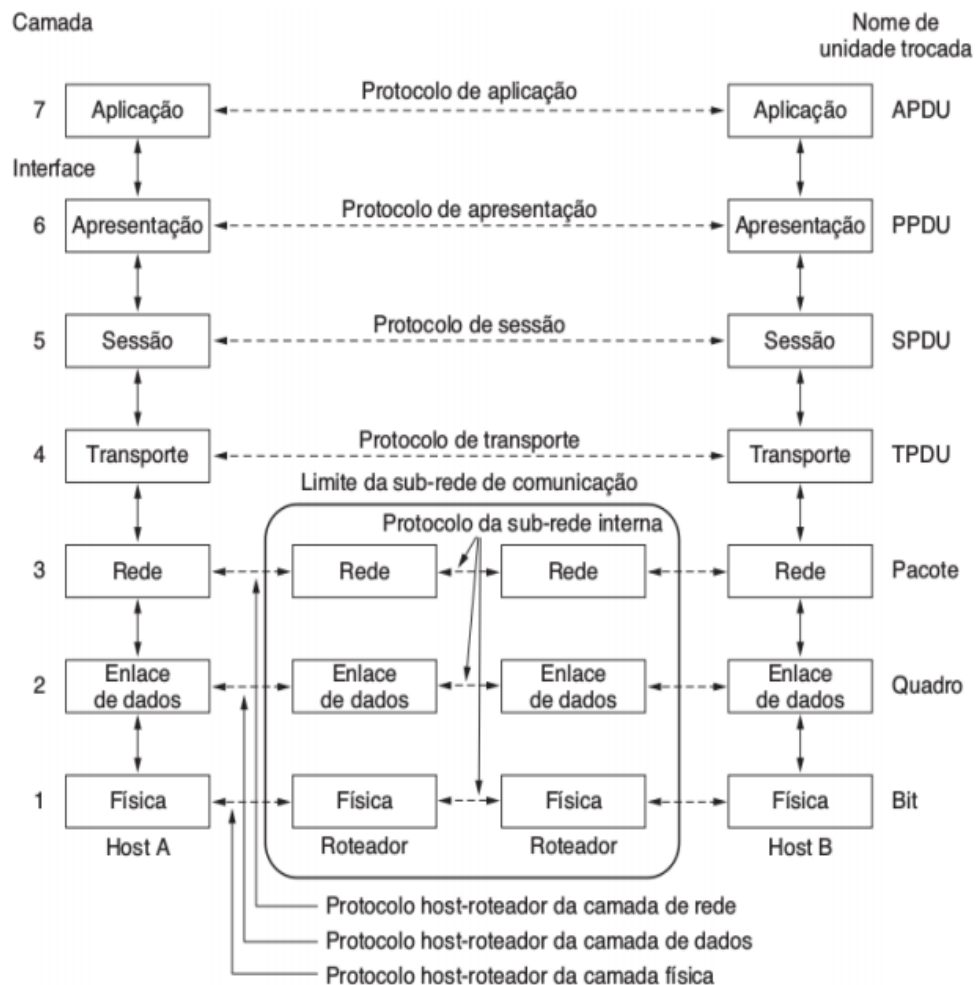 Camada
Nome de
unidade trocada
7 Aplicação Protocolo de aplicação Aplicação APDU
Interface
6 Apresentação Protocolo de apresentação Apresentação PPDU
5 Sessão Protocolo de sessão Sessão SPDU
4 Transporte Protocolo de transporte Transporte TPDU
Limite da sub-rede de comunicação
Protocolo da sub-rede interna
3 Rede Rede Rede Rede Pacote
2 Enlace de dados Enlace de dados Enlace de dados Enlace de dados Quadro
1 Física Física Física Física Bit
Host A Roteador Roteador Host B
Protocolo host-roteador da camada de rede
Protocolo host-roteador da camada de dados
Protocolo host-roteador da camada física